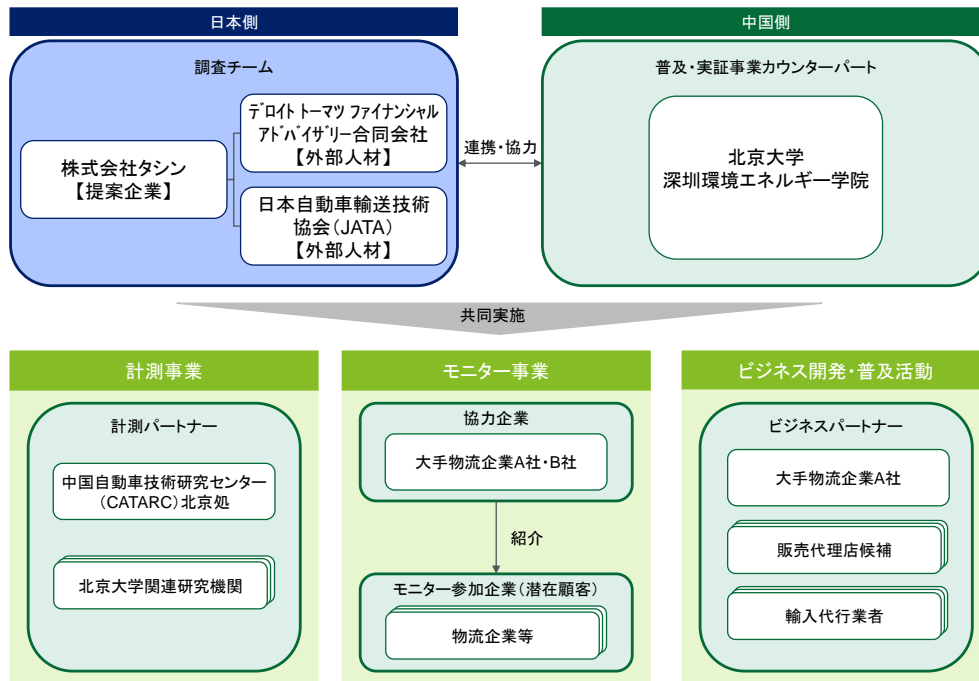 日本側
中国側
調査チーム
株式会社タシン
【提案企業】
デロイト トーマツ ファイナンシャル
アドバイザリー合同会社
【外部人材】
日本自動車輸送技術
協会(JATA)
【外部人材】
連携・協力
普及・実証事業カウンターパート
北京大学
深圳環境エネルギー学院
共同実施
計測事業
計測パートナー
中国自動車技術研究センター
(CATARC)北京処
北京大学関連研究機関
モニター事業
協力企業
大手物流企業A社・B社
紹介
モニター参加企業(潜在顧客)
物流企業等
ビジネス開発・普及活動
ビジネスパートナー
大手物流企業A社
販売代理店候補
輸入代行業者